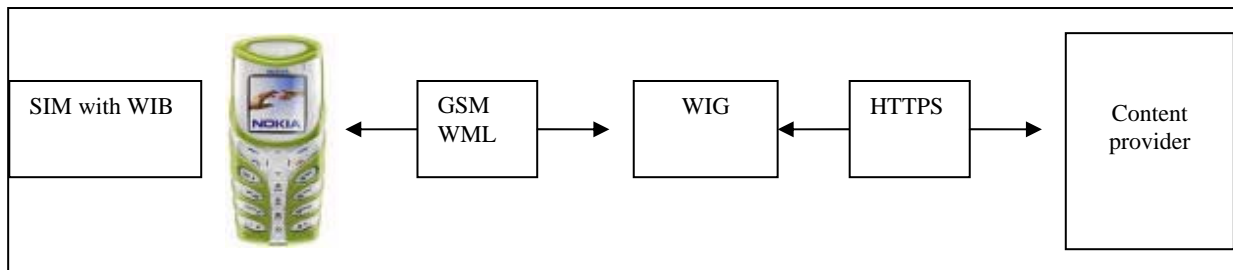 SIM with WIB
NOKIA
GSM
WML
WIG
HTTPS
Content
provider